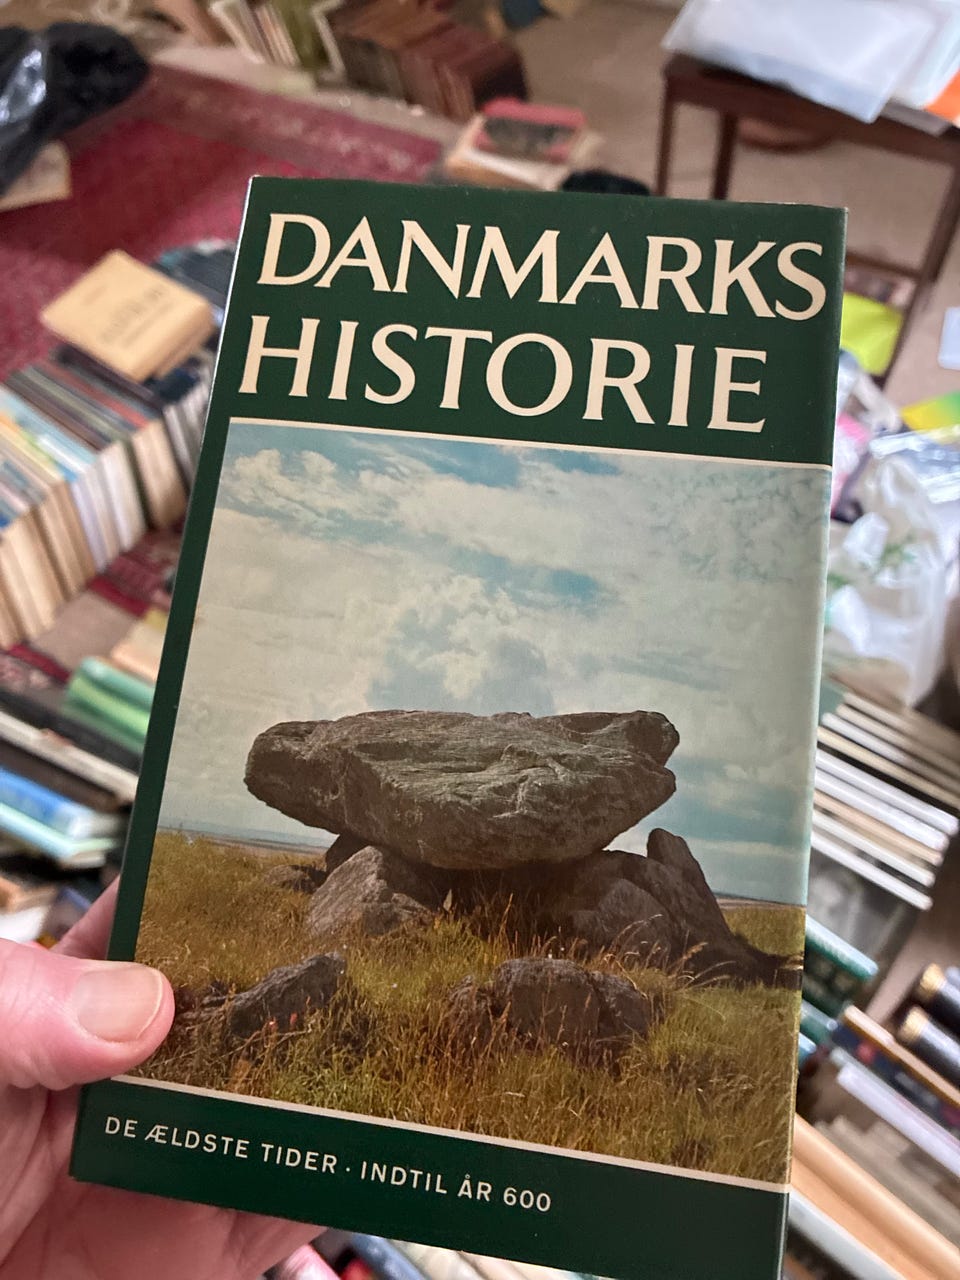 DANMARKS
HISTORIE
DE ÆLDSTE TIDER · INDTIL ÅR 600